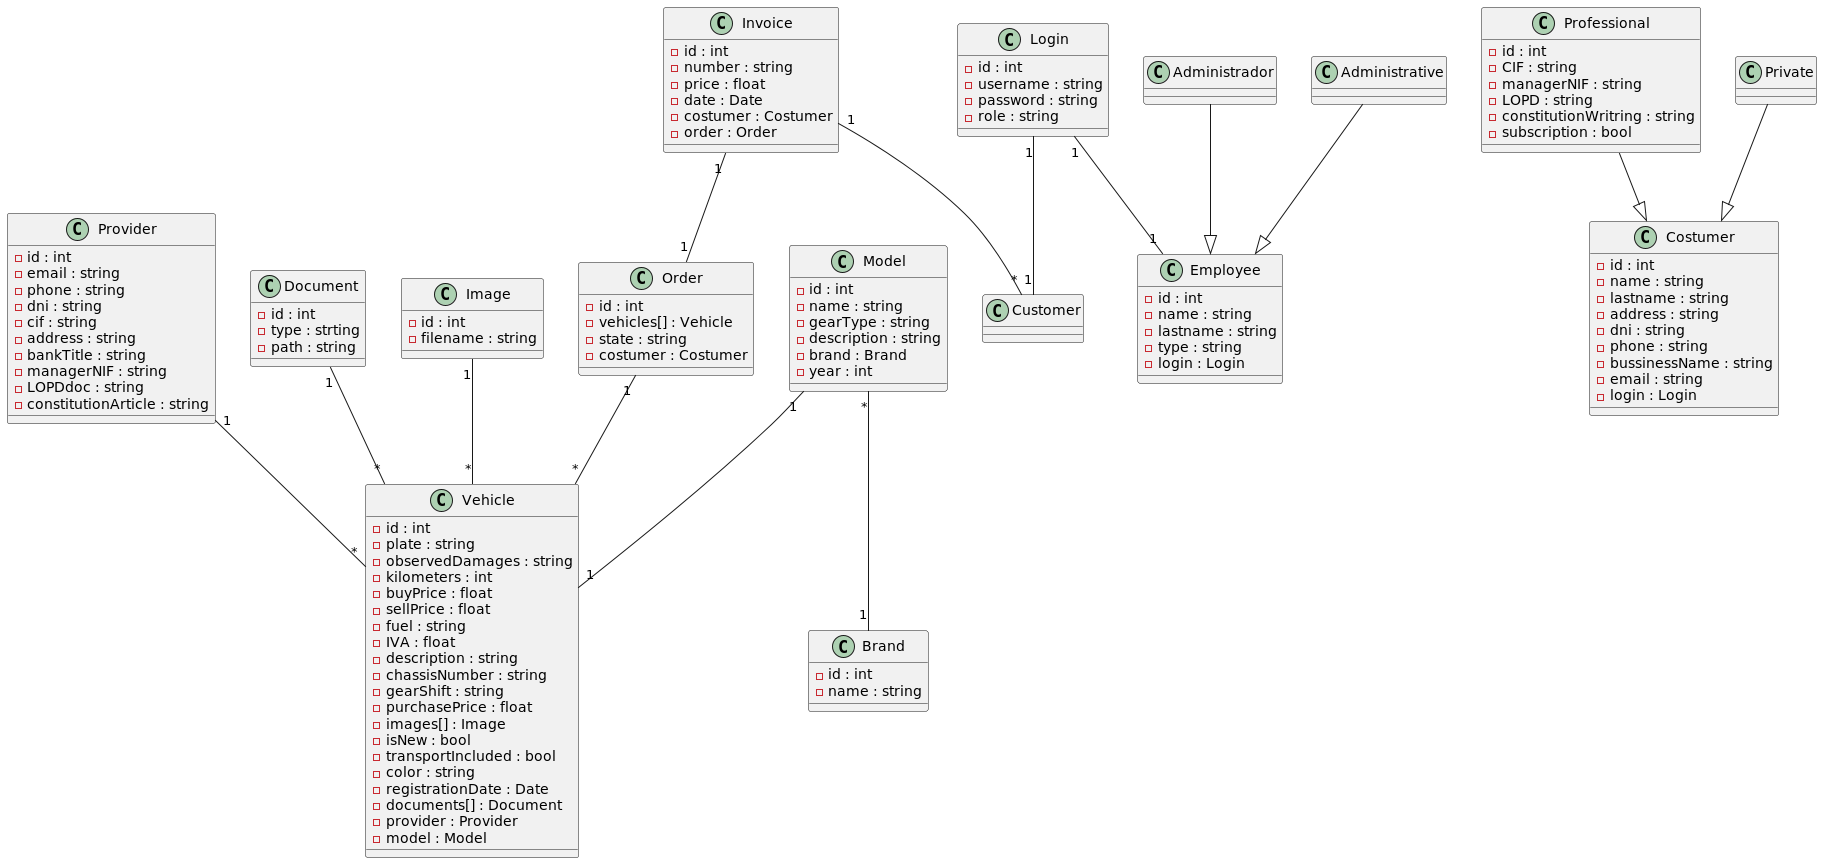 C Invoice
id : int
number : string
price : float
date : Date
costumer : Costumer
order : Order
C Login
id : int
username : string
password : string
role : string
C Administrador
C Administrative
C Professional
id : int
CIF : string
managerNIF : string
LOPD : string
constitutionWritring : string
subscription : bool
C Private
1
1
1
1
C Provider
id : int
email : string
phone : string
dni : string
cif : string
address : string
bankTitle : string
managerNIF : string
LOPDdoc : string
constitutionArticle : string
C Document
id : int
type : strting
path : string
C Image
id : int
filename : string
1
C Order
id : int
vehicles[] : Vehicle
state : string
costumer : Costumer
C Model
id : int
name : string
gearType : string
description : string
brand : Brand
year : int
* 1
C Customer
1
C Employee
id : int
name : string
lastname : string
type : string
login : Login
C Costumer
id : int
name : string
lastname : string
address : string
dni : string
phone : string
bussinessName : string
email : string
login : Login
1
1
1
1
1
*
*
*
*
*
1
1
C Vehicle
id : int
plate : string
observedDamages : string
kilometers : int
buyPrice : float
sellPrice : float
fuel : string
IVA : float
description : string
chassisNumber : string
gearShift : string
purchasePrice : float
images[] : Image
isNew : bool
transportIncluded : bool
color : string
registrationDate : Date
documents[] : Document
provider : Provider
model : Model
C Brand
id : int
name : string